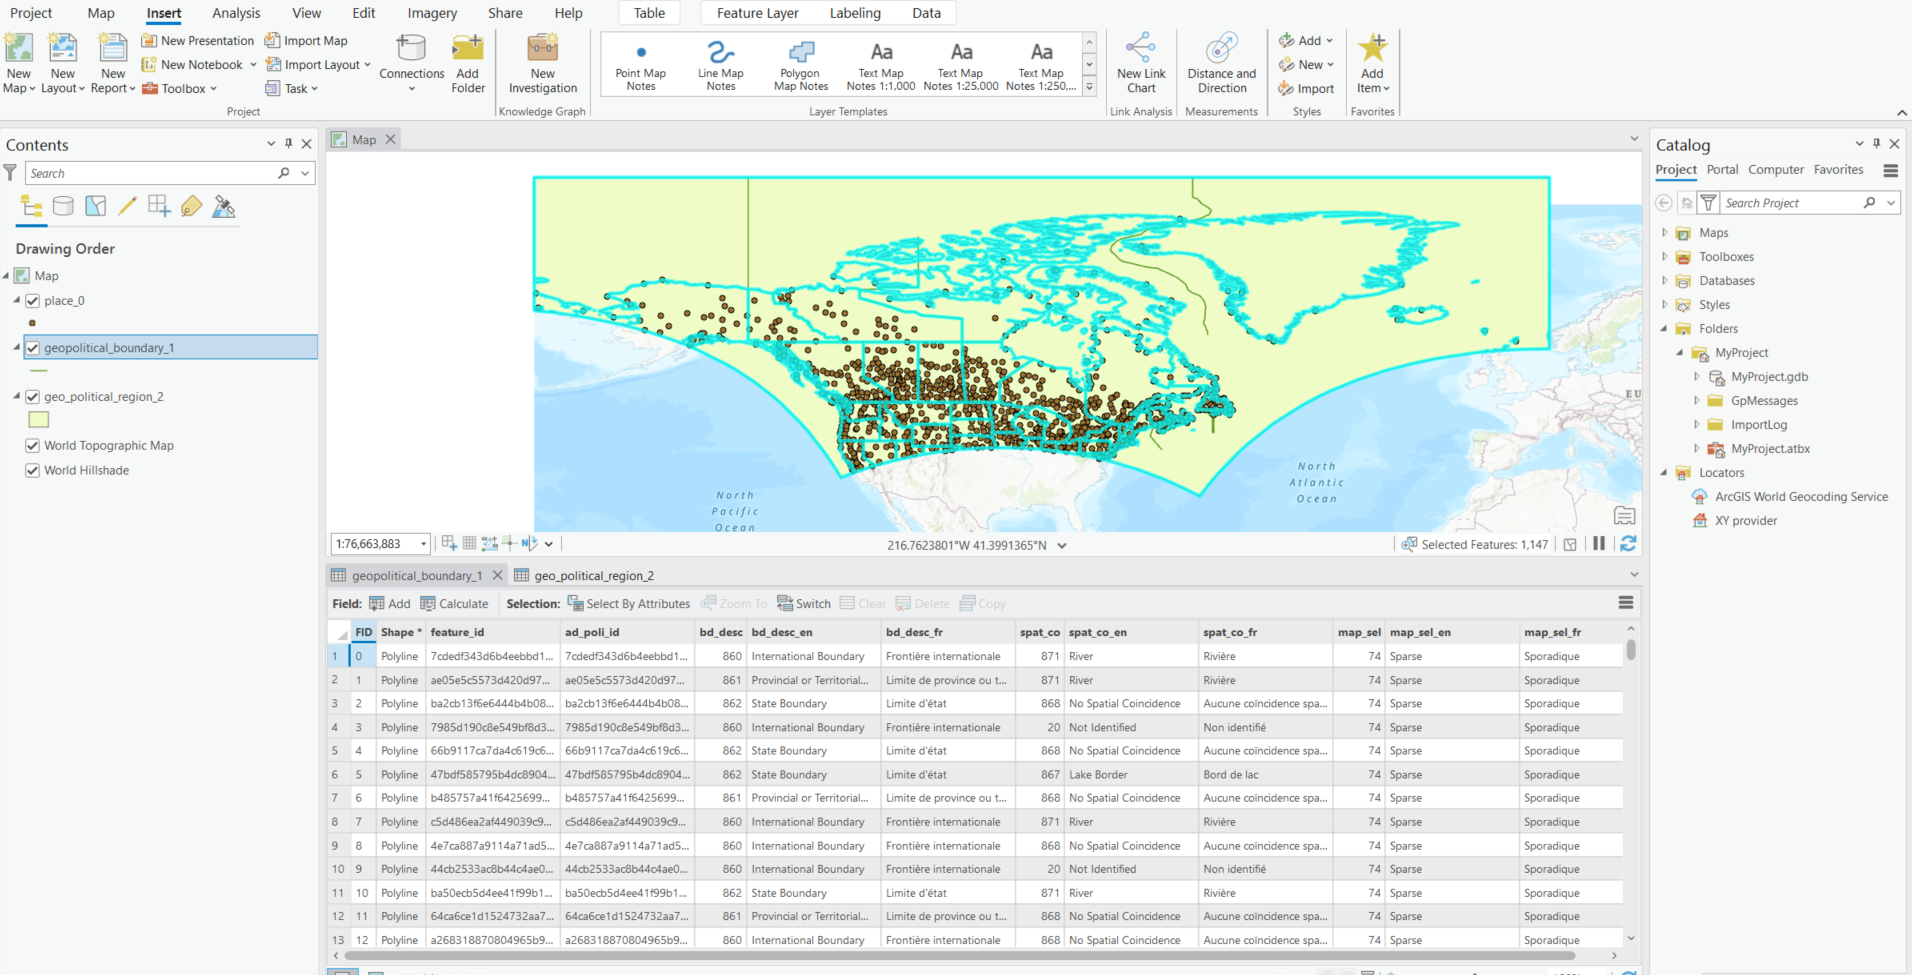 Project Map Insert Analysis View Edit Imagery Share Help Table Feature Layer Labeling Data
New Map
New Layout
New Report
New Presentation
New Notebook
Toolbox
Import Map
Import Layout
Task
Connections
Add Folder
Project
New Investigation
Knowledge Graph
Point Map Notes
Line Map Notes
Polygon Map Notes
Aa Text Map Notes 1:1,000
Aa Text Map Notes 1:25,000
Aa Text Map Notes 1:250,...
Layer Templates
New Link Chart
Link Analysis
Distance and Direction
Measurements
Add
New
Import
Styles
Add Item
Favorites
Contents
Search
Drawing Order
Map
place_0
geopolitical_boundary_1
geo_political_region_2
World Topographic Map
World Hillshade
Map
North Pacific Ocean
North Atlantic Ocean
EU
1:76,663,883
216.7623801°W 41.3991365°N
Selected Features: 1,147
geopolitical_boundary_1 geo_political_region_2
Field: Add Calculate Selection: Select By Attributes Zoom To Switch Clear Delete Copy
FID Shape * feature_id ad_poli_id bd_desc bd_desc_en bd_desc_fr spat_co spat_co_en spat_co_fr map_sel map_sel_en map_sel_fr
1 0 Polyline 7cdedf343d6b4eebbd1... 7cdedf343d6b4eebbd1... 860 International Boundary Frontière internationale 871 River Rivière 74 Sparse Sporadique
2 1 Polyline ae05e5c5573d420d97... ae05e5c5573d420d97... 861 Provincial or Territorial... Limite de province ou t... 871 River Rivière 74 Sparse Sporadique
3 2 Polyline ba2cb13f6e6444b4b08... ba2cb13f6e6444b4b08... 862 State Boundary Limite d'état 868 No Spatial Coincidence Aucune coïncidence spa... 74 Sparse Sporadique
4 3 Polyline 7985d190c8e549bf8d3... 7985d190c8e549bf8d3... 860 International Boundary Frontière internationale 20 Not Identified Non identifié 74 Sparse Sporadique
5 4 Polyline 66b9117ca7da4c619c6... 66b9117ca7da4c619c6... 862 State Boundary Limite d'état 868 No Spatial Coincidence Aucune coïncidence spa... 74 Sparse Sporadique
6 5 Polyline 47bdf585795b4dc8904... 47bdf585795b4dc8904... 862 State Boundary Limite d'état 867 Lake Border Bord de lac 74 Sparse Sporadique
7 6 Polyline b485757a41f6425699... b485757a41f6425699... 861 Provincial or Territorial... Limite de province ou t... 868 No Spatial Coincidence Aucune coïncidence spa... 74 Sparse Sporadique
8 7 Polyline c5d486ea2af449039c9... c5d486ea2af449039c9... 860 International Boundary Frontière internationale 871 River Rivière 74 Sparse Sporadique
9 8 Polyline 4e7ca887a9114a71ad5... 4e7ca887a9114a71ad5... 860 International Boundary Frontière internationale 868 No Spatial Coincidence Aucune coïncidence spa... 74 Sparse Sporadique
10 9 Polyline 44cb2533ac8b44c4ae0... 44cb2533ac8b44c4ae0... 860 International Boundary Frontière internationale 20 Not Identified Non identifié 74 Sparse Sporadique
11 10 Polyline ba50ecb5d4ee41f99b1... ba50ecb5d4ee41f99b1... 862 State Boundary Limite d'état 871 River Rivière 74 Sparse Sporadique
12 11 Polyline 64ca6ce1d1524732aa7... 64ca6ce1d1524732aa7... 861 Provincial or Territorial... Limite de province ou t... 868 No Spatial Coincidence Aucune coïncidence spa... 74 Sparse Sporadique
13 12 Polyline a268318870804965b9... a268318870804965b9... 860 International Boundary Frontière internationale 868 No Spatial Coincidence Aucune coïncidence spa... 74 Sparse Sporadique
Catalog
Project Portal Computer Favorites
Search Project
Maps
Toolboxes
Databases
Styles
Folders
MyProject
MyProject.gdb
GpMessages
ImportLog
MyProject.atbx
Locators
ArcGIS World Geocoding Service
XY provider